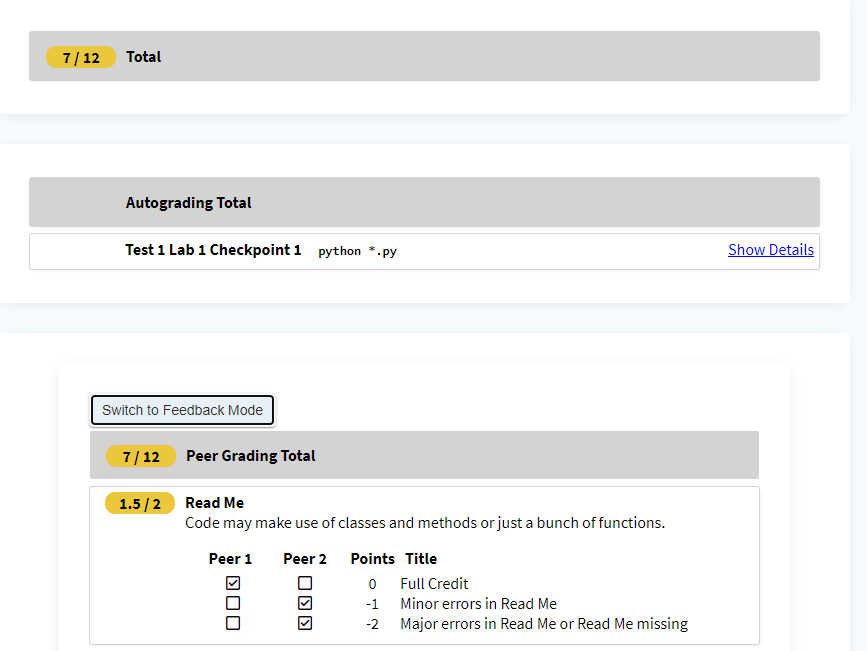 7 / 12 Total
Autograding Total
Test 1 Lab 1 Checkpoint 1 python *.py Show Details
Switch to Feedback Mode
7 / 12 Peer Grading Total
1.5 / 2 Read Me
Code may make use of classes and methods or just a bunch of functions.
Peer 1 Peer 2 Points Title
0 Full Credit
-1 Minor errors in Read Me
-2 Major errors in Read Me or Read Me missing